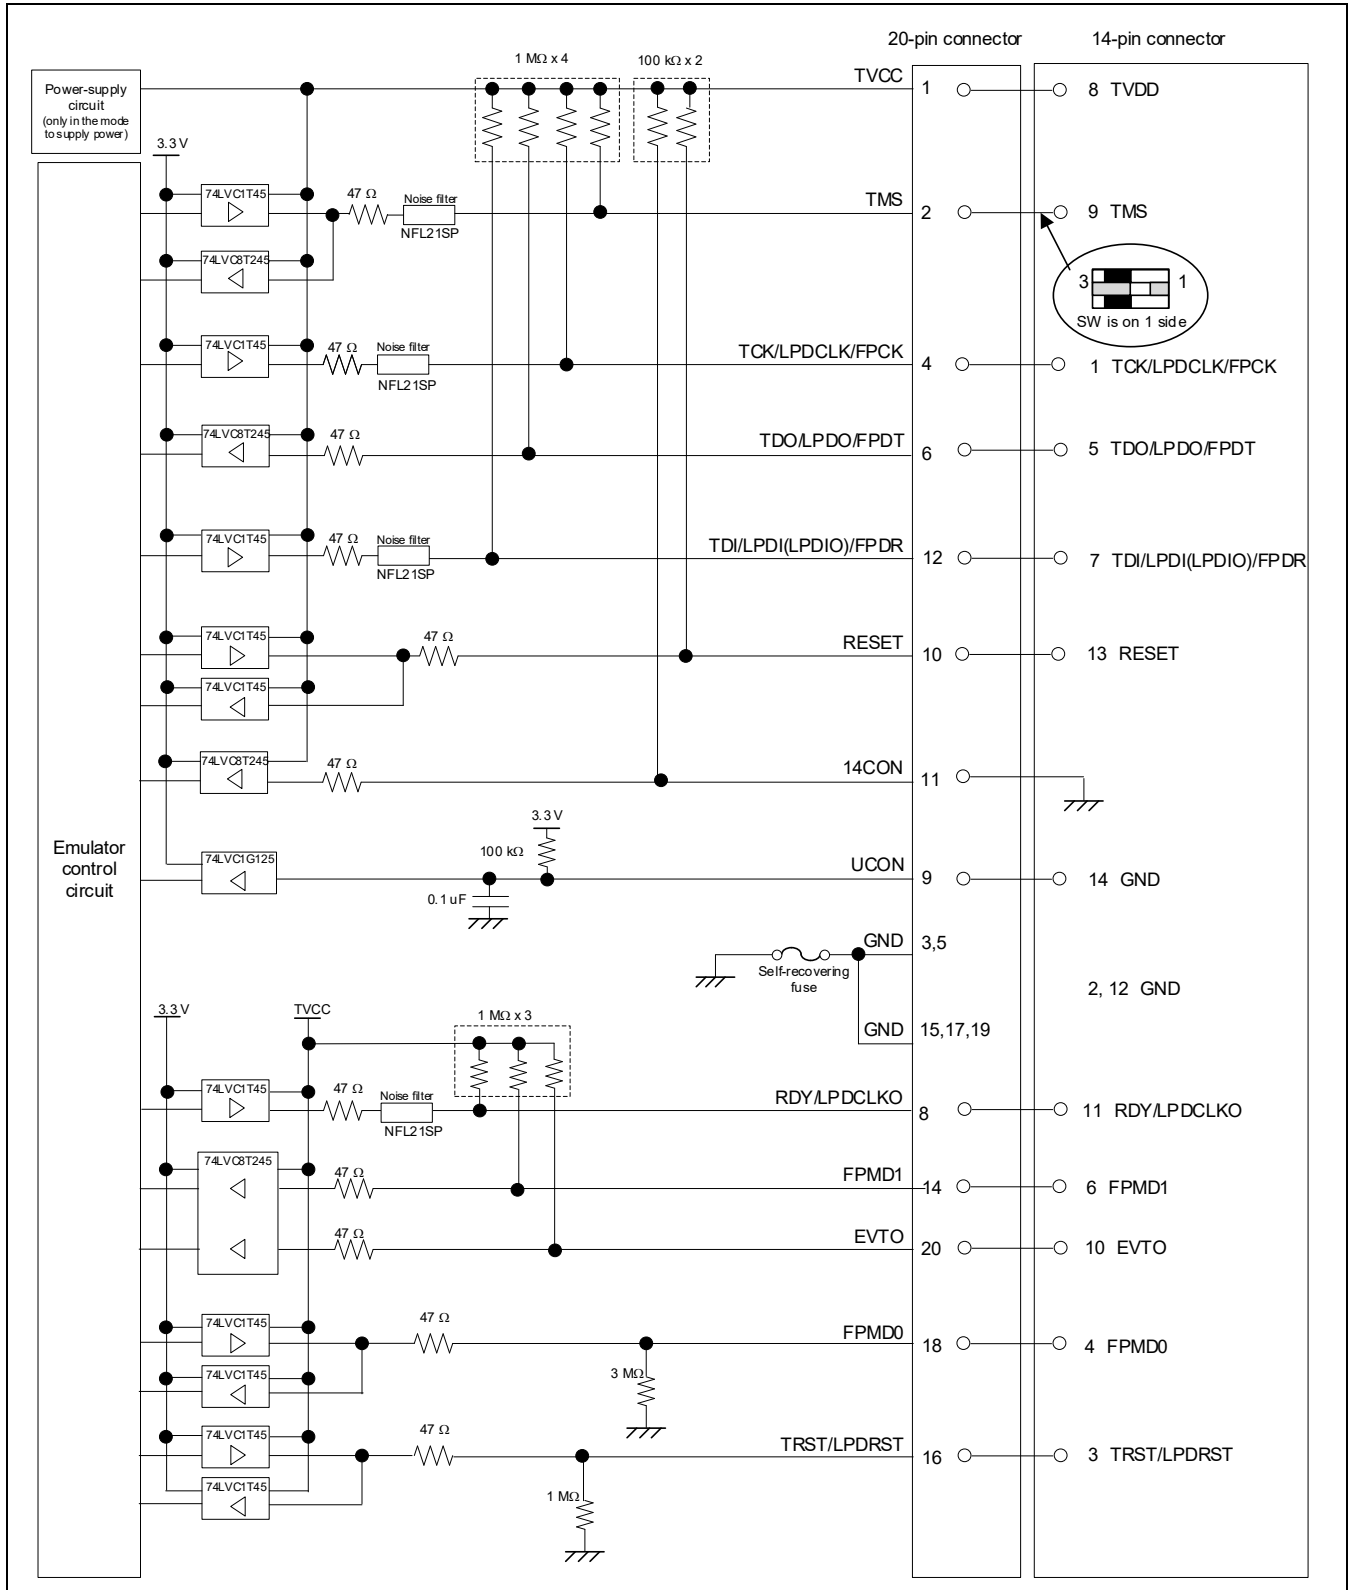 20-pin connector
14-pin connector
1 MΩ x 4
100 kΩ x 2
TVCC
1
8 TVDD
Power-supply
circuit
(only in the mode
to supply power)
3.3 V
74LVC1T45
47 Ω
Noise filter
NFL21SP
TMS
2
9 TMS
74LVC8T245
3
1
SW is on 1 side
74LVC1T45
47 Ω
Noise filter
NFL21SP
TCK/LPDCLK/FPCK
4
1 TCK/LPDCLK/FPCK
74LVC8T245
47 Ω
TDO/LPDO/FPDT
6
5 TDO/LPDO/FPDT
74LVC1T45
47 Ω
Noise filter
NFL21SP
TDI/LPDI(LPDIO)/FPDR
12
7 TDI/LPDI(LPDIO)/FPDR
74LVC1T45
47 Ω
RESET
10
13 RESET
74LVC1T45
74LVC8T245
47 Ω
14CON
11
Emulator
control
circuit
74LVC1G125
3.3 V
100 kΩ
0.1 uF
UCON
9
14 GND
GND
3,5
Self-recovering
fuse
2, 12 GND
GND
15,17,19
3.3 V
TVCC
1 MΩ x 3
74LVC1T45
47 Ω
Noise filter
NFL21SP
RDY/LPDCLKO
8
11 RDY/LPDCLKO
74LVC8T245
47 Ω
FPMD1
14
6 FPMD1
47 Ω
EVTO
20
10 EVTO
74LVC1T45
47 Ω
FPMD0
18
4 FPMD0
74LVC1T45
3 MΩ
74LVC1T45
47 Ω
TRST/LPDRST
16
3 TRST/LPDRST
74LVC1T45
1 MΩ